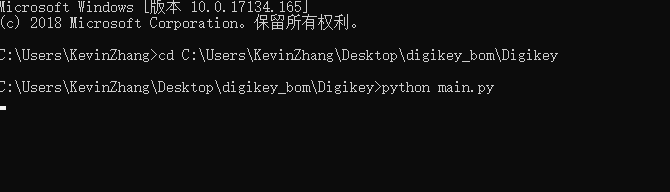 Microsoft Windows [版本 10.0.17134.165]
(c) 2018 Microsoft Corporation。保留所有权利。
C:\Users\KevinZhang>cd C:\Users\KevinZhang\Desktop\digikey_bom\Digikey
C:\Users\KevinZhang\Desktop\digikey_bom\Digikey>python main.py